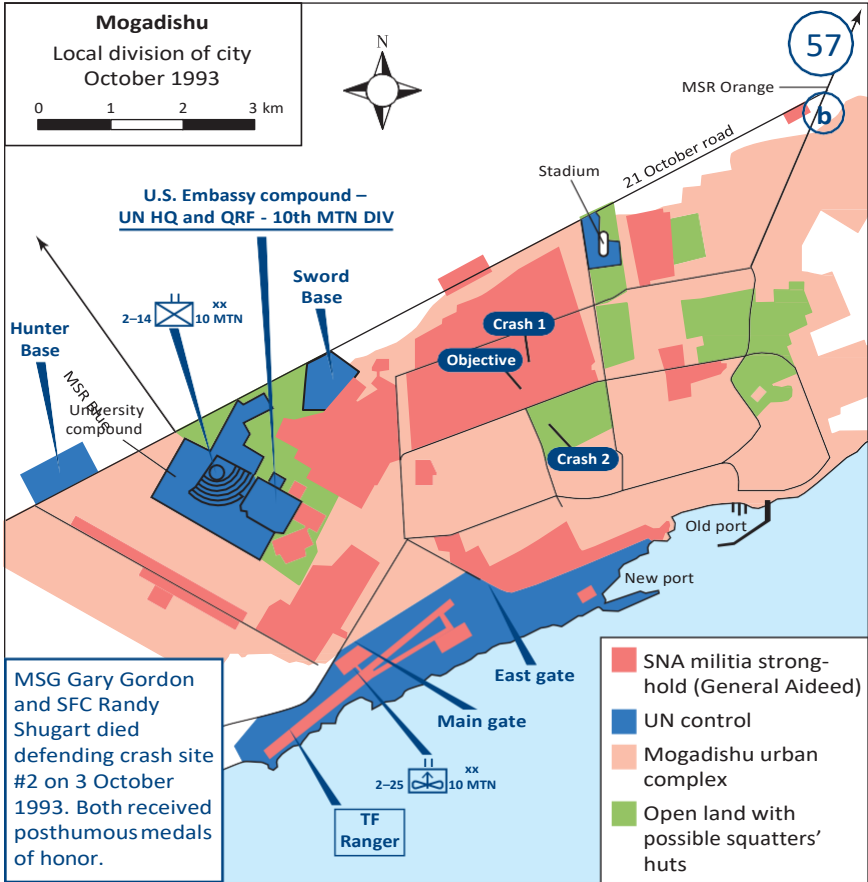 Mogadishu
Local division of city
October 1993
0 1 2 3 km
N
57
MSR Orange
b
21 October road
Stadium
U.S. Embassy compound –
UN HQ and QRF - 10th MTN DIV
Sword
Base
xx
2–14 10 MTN
Hunter
Base
MSR Blue
University
compound
Crash 1
Objective
Crash 2
Old port
New port
East gate
Main gate
xx
2–25 10 MTN
TF
Ranger
MSG Gary Gordon
and SFC Randy
Shugart died
defending crash site
#2 on 3 October
1993. Both received
posthumous medals
of honor.
SNA militia strong-
hold (General Aideed)
UN control
Mogadishu urban
complex
Open land with
possible squatters’
huts